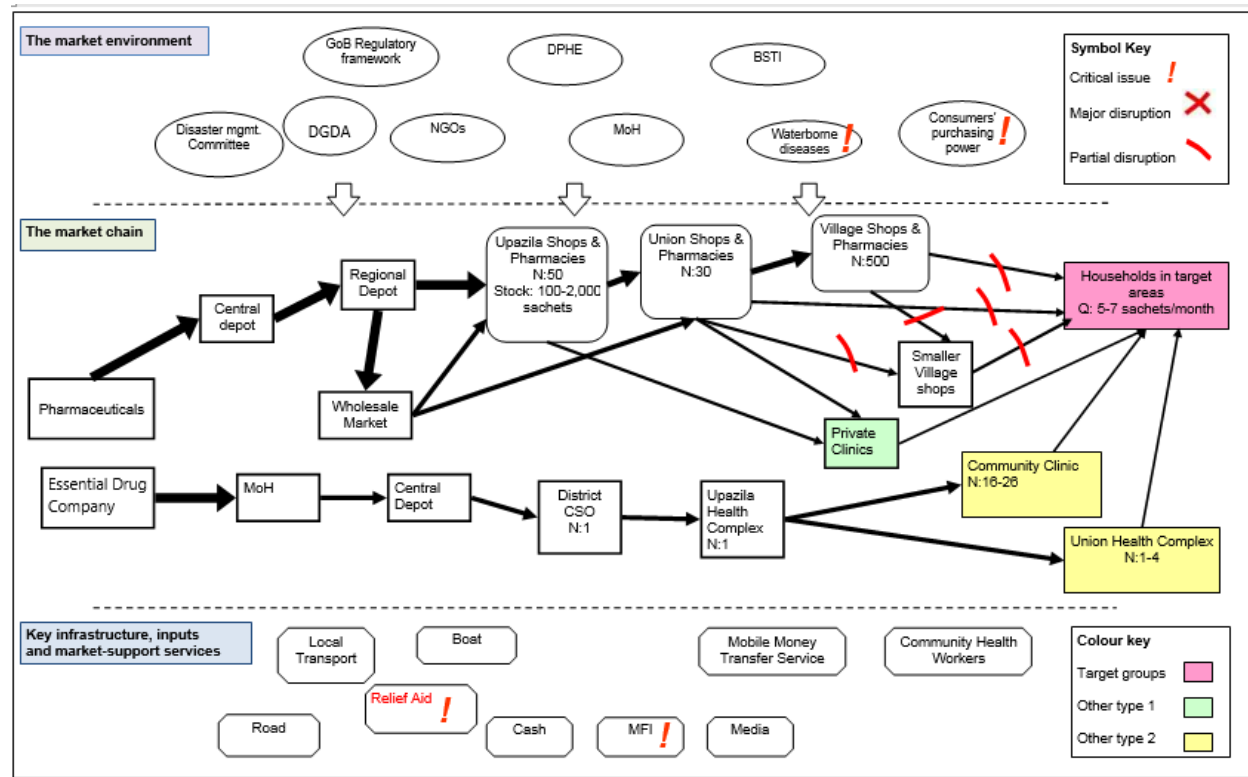 The market environment
GoB Regulatory
framework
DPHE
BSTI
Disaster mgmt.
Committee
DGDA
NGOs
MoH
Waterborne
diseases
Consumers'
purchasing
power
Symbol Key
Critical issue
Major disruption
Partial disruption
The market chain
Pharmaceuticals
Central
depot
Regional
Depot
Wholesale
Market
Upazila Shops &
Pharmacies
N:50
Stock: 100-2,000
sachets
Union Shops &
Pharmacies
N:30
Village Shops &
Pharmacies
N:500
Smaller
Village
shops
Private
Clinics
Households in target
areas
Q: 5-7 sachets/month
Essential Drug
Company
MoH
Central
Depot
District
CSO
N:1
Upazila
Health
Complex
N:1
Community Clinic
N:16-26
Union Health Complex
N:1-4
Key infrastructure, inputs
and market-support services
Local
Transport
Boat
Mobile Money
Transfer Service
Community Health
Workers
Relief Aid
Road
Cash
MFI
Media
Colour key
Target groups
Other type 1
Other type 2